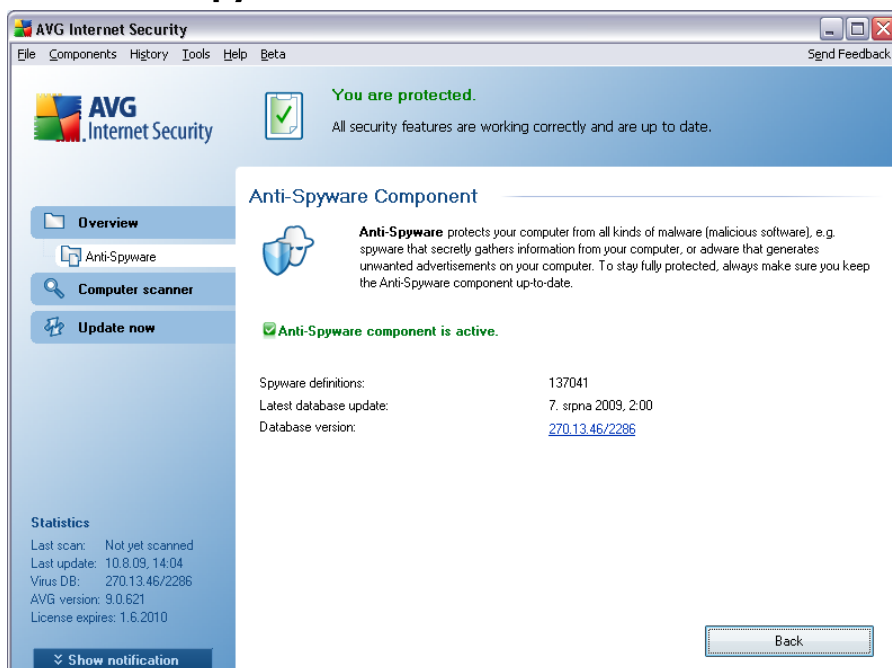 AVG Internet Security
File Components History Tools Help Beta Send Feedback
AVG
Internet Security
You are protected.
All security features are working correctly and are up to date.
Overview
Anti-Spyware
Computer scanner
Update now
Anti-Spyware Component
Anti-Spyware protects your computer from all kinds of malware (malicious software), e.g.
spyware that secretly gathers information from your computer, or adware that generates
unwanted advertisements on your computer. To stay fully protected, always make sure you keep
the Anti-Spyware component up-to-date.
Anti-Spyware component is active.
Spyware definitions: 137041
Latest database update: 7. srpna 2009, 2:00
Database version: 270.13.46/2286
Statistics
Last scan: Not yet scanned
Last update: 10.8.09, 14:04
Virus DB: 270.13.46/2286
AVG version: 9.0.621
License expires: 1.6.2010
Show notification
Back